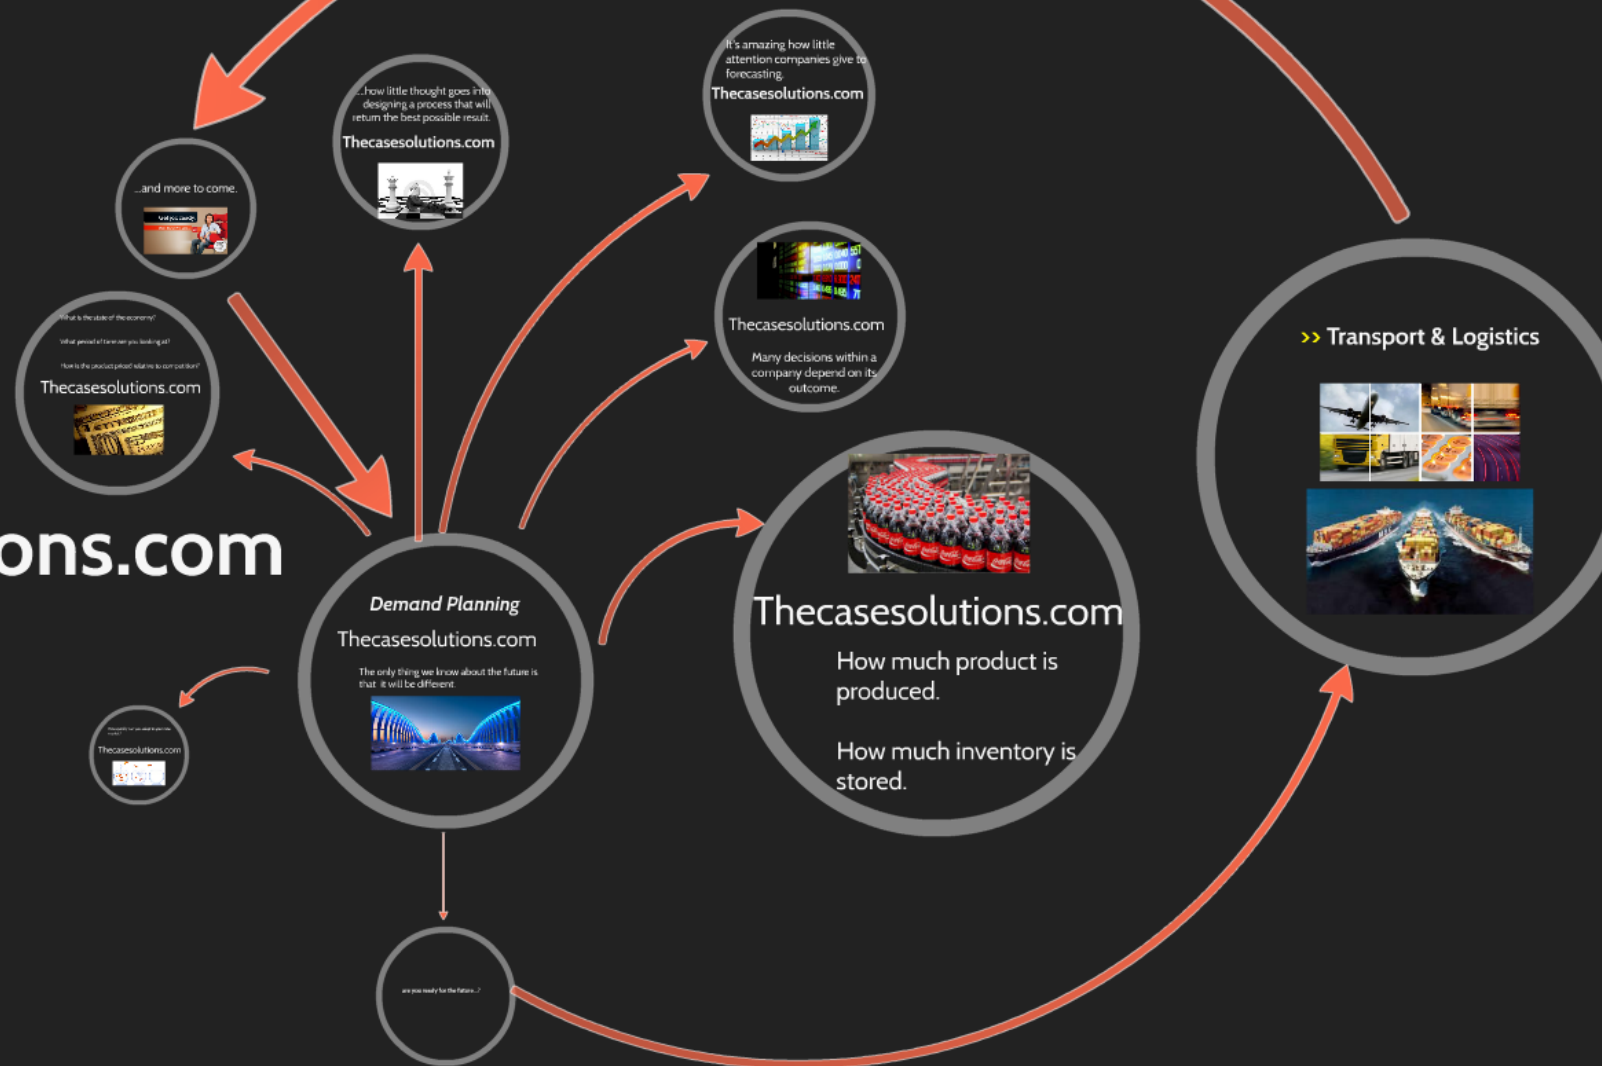 It's amazing how little
attention companies give to
forecasting.
Thecasesolutions.com
...how little thought goes into
designing a process that will
return the best possible result.
Thecasesolutions.com
...and more to come.
Thecasesolutions.com
Many decisions within a
company depend on its
outcome.
What is the state of the economy?
What period of time are you looking at?
How is the product priced relative to competition?
Thecasesolutions.com
>> Transport & Logistics
ons.com
Demand Planning
Thecasesolutions.com
The only thing we know about the future is
that it will be different.
Coca-Cola
Thecasesolutions.com
How much product is
produced.
How much inventory is
stored.
Thecasesolutions.com
are you ready for the future...?